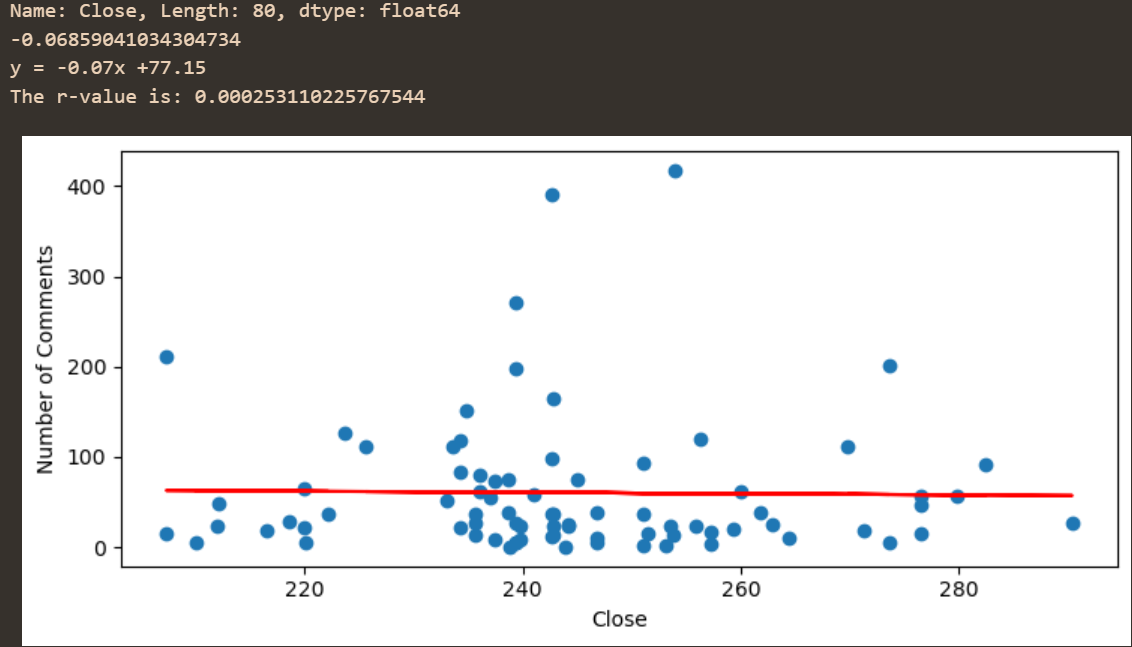 Name: Close, Length: 80, dtype: float64
-0.06859041034304734
y = -0.07x +77.15
The r-value is: 0.000253110225767544
400
300
200
100
0
Number of Comments
220 240 260 280
Close